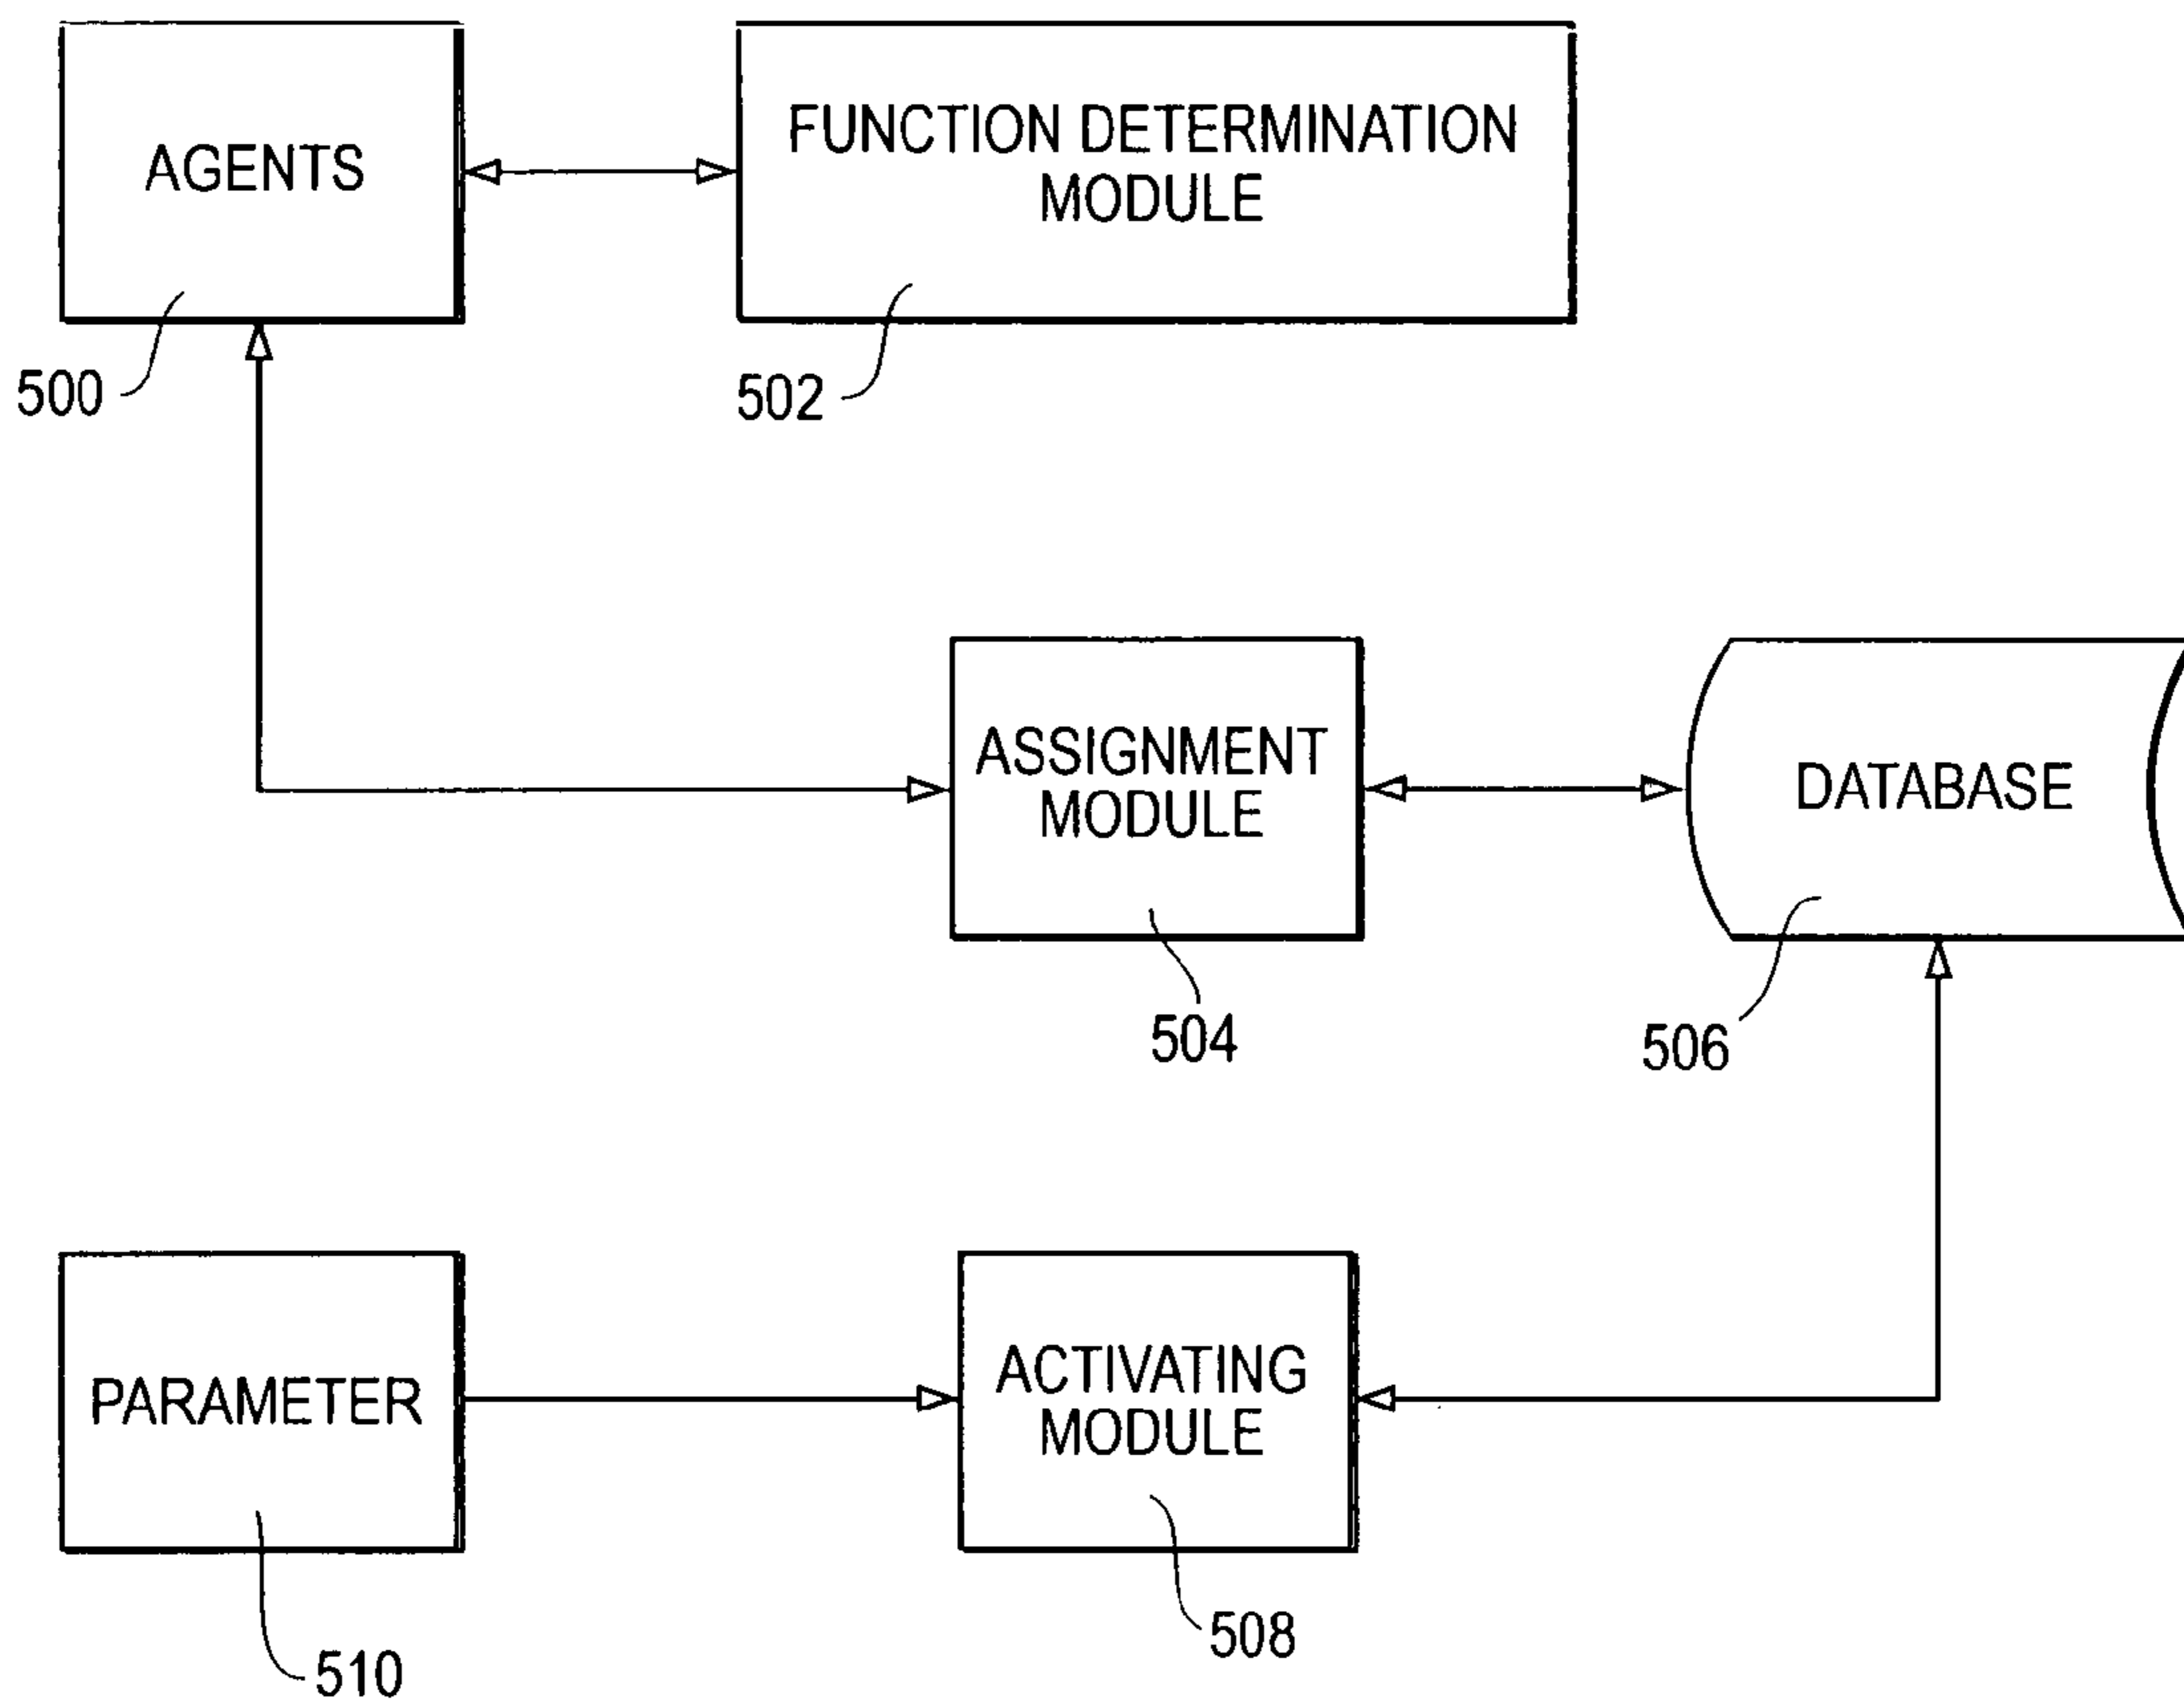 AGENTS
FUNCTION DETERMINATION
MODULE
500
502
ASSIGNMENT
MODULE
DATABASE
504
506
PARAMETER
ACTIVATING
MODULE
508
510